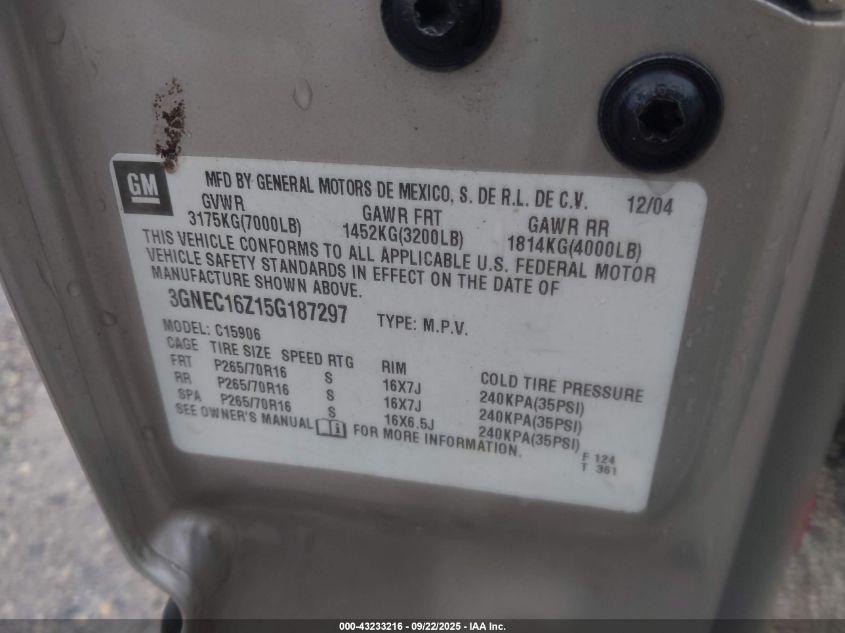 GM MFD BY GENERAL MOTORS DE MEXICO, S. DE R.L. DE C.V. 12/04
GVWR GAWR FRT GAWR RR
3175KG(7000LB) 1452KG(3200LB) 1814KG(4000LB)
THIS VEHICLE CONFORMS TO ALL APPLICABLE U.S. FEDERAL MOTOR
VEHICLE SAFETY STANDARDS IN EFFECT ON THE DATE OF
MANUFACTURE SHOWN ABOVE.
3GNEC16Z15G187297 TYPE: M.P.V.
MODEL: C15906
CAGE TIRE SIZE SPEED RTG RIM COLD TIRE PRESSURE
FRT P265/70R16 S 16X7J 240KPA(35PSI)
RR P265/70R16 S 16X7J 240KPA(35PSI)
SPA P265/70R16 S 16X6.5J 240KPA(35PSI)
SEE OWNER'S MANUAL FOR MORE INFORMATION.
F 124
T 361
000-43233216 - 09/22/2025 - IAA Inc.